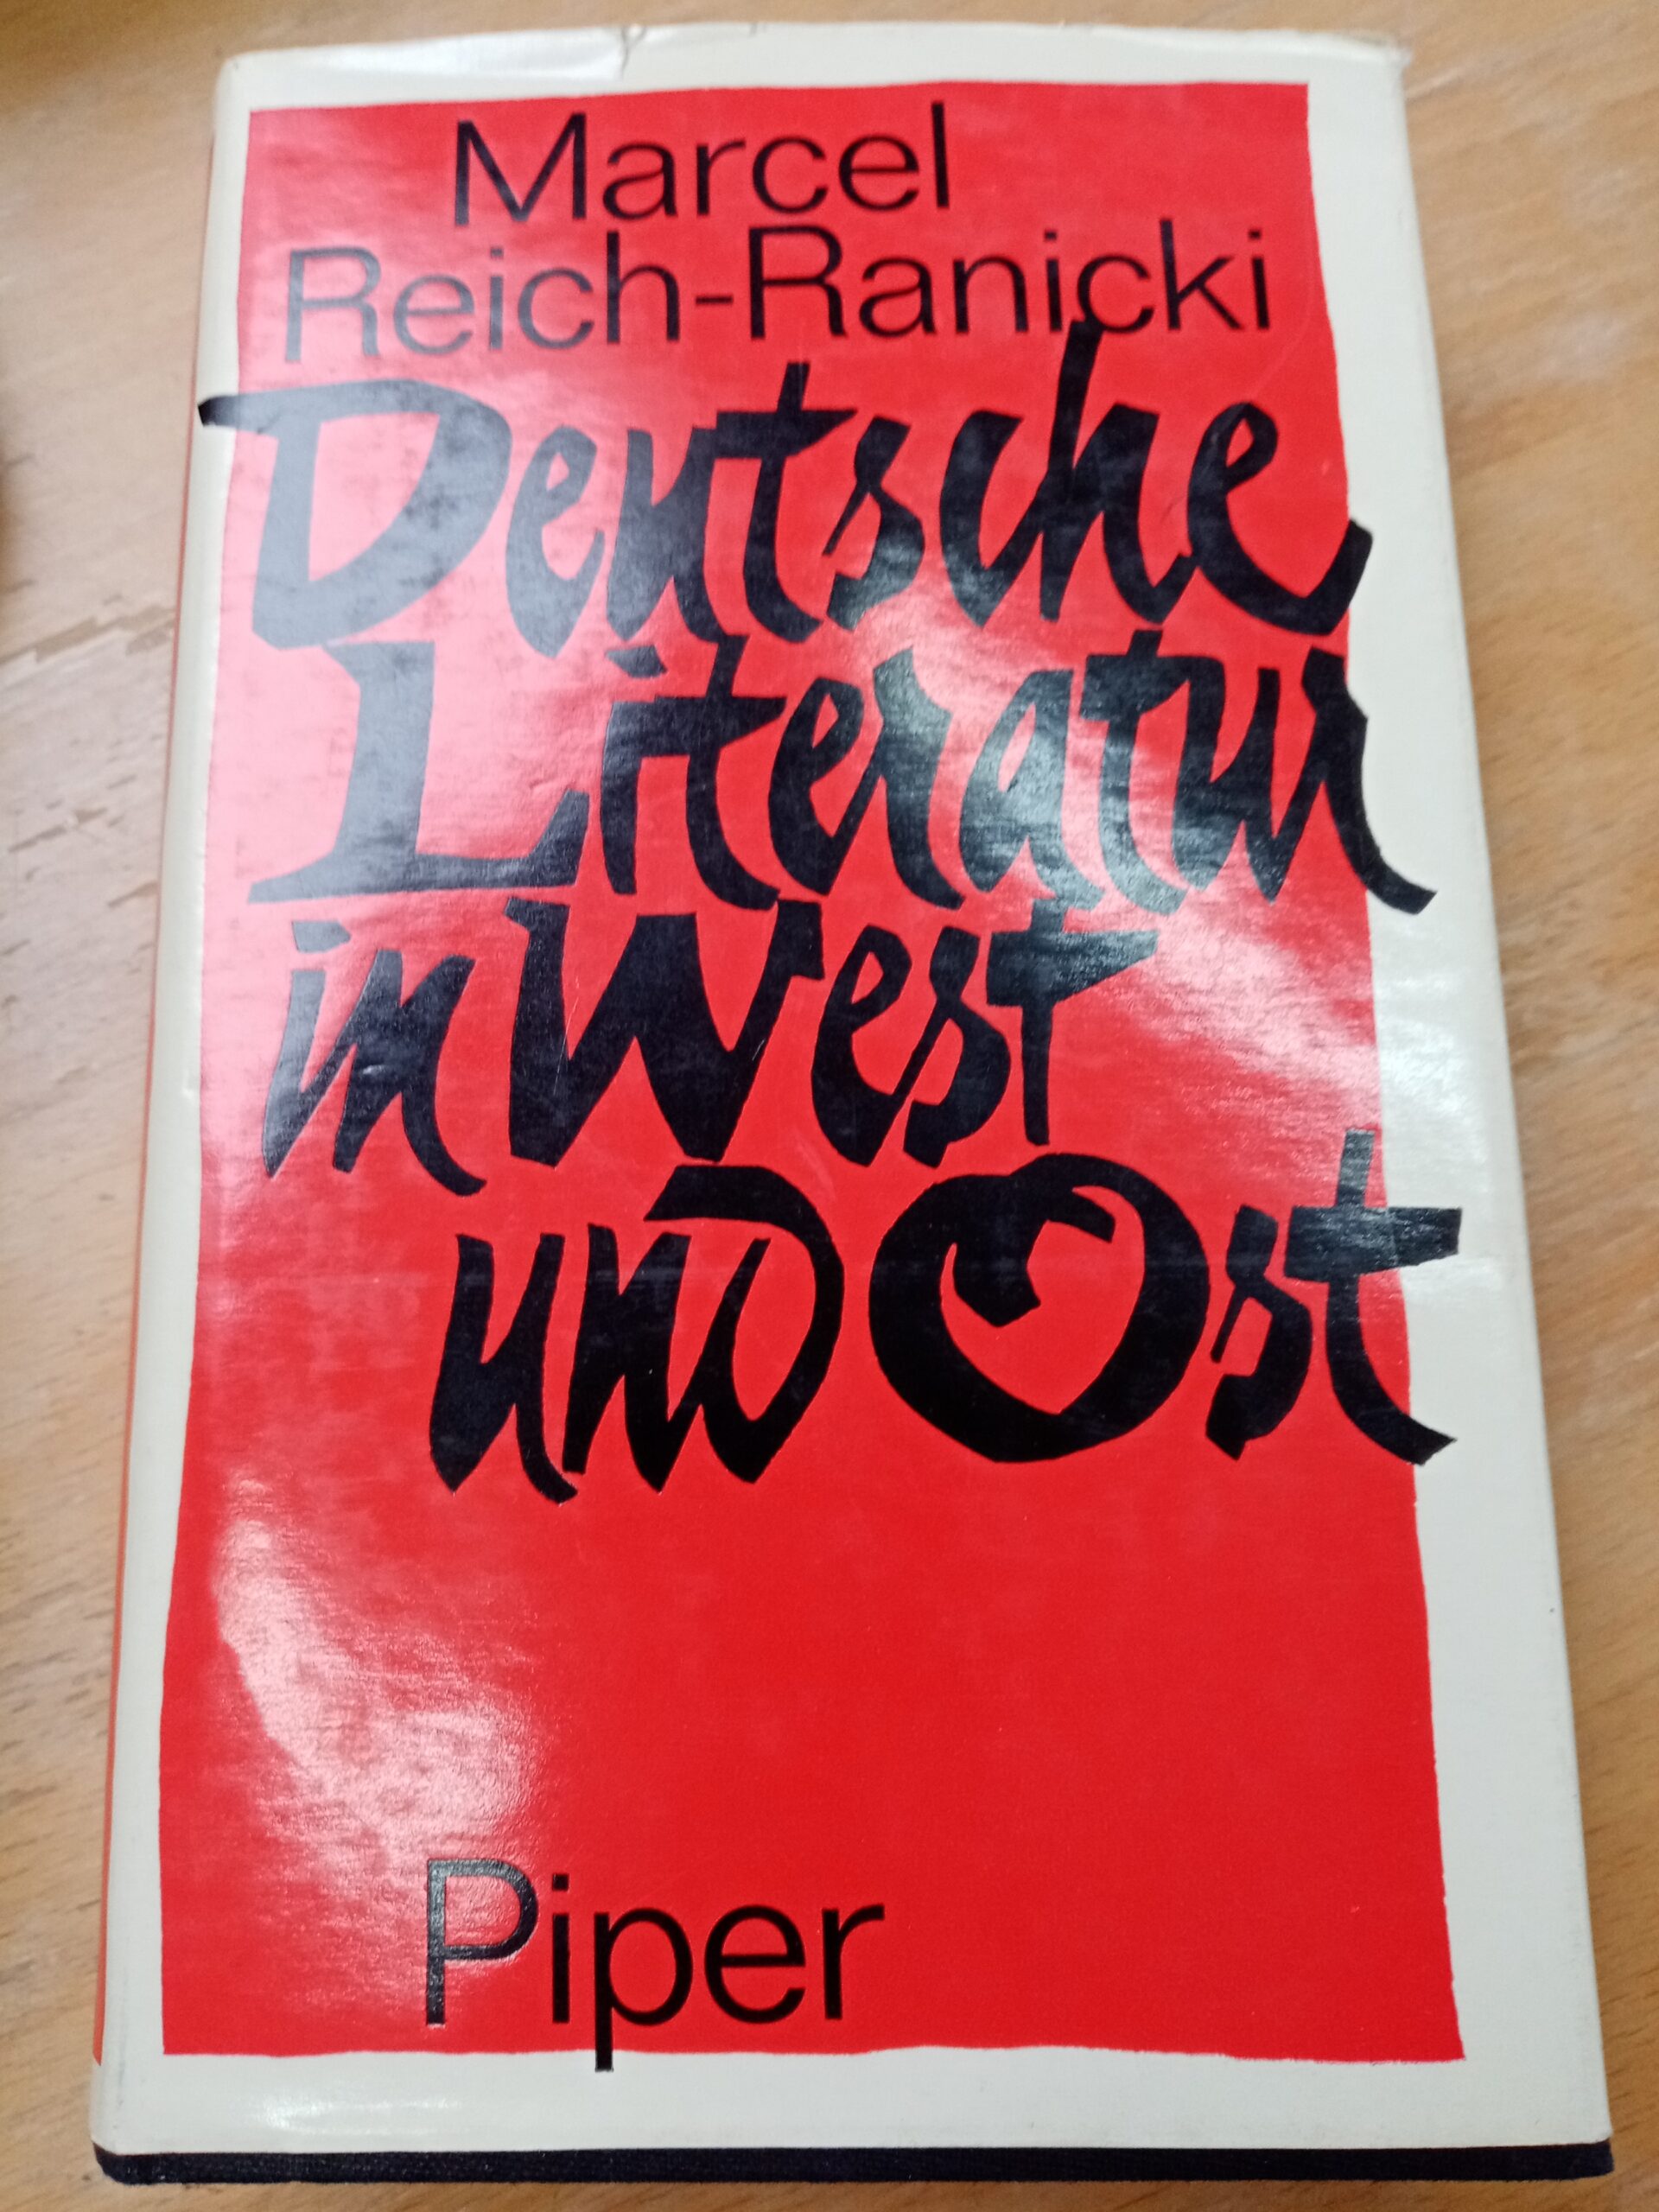 Marcel
Reich-Ranicki
Deutsche
Literatur
in West
und Ost
Piper